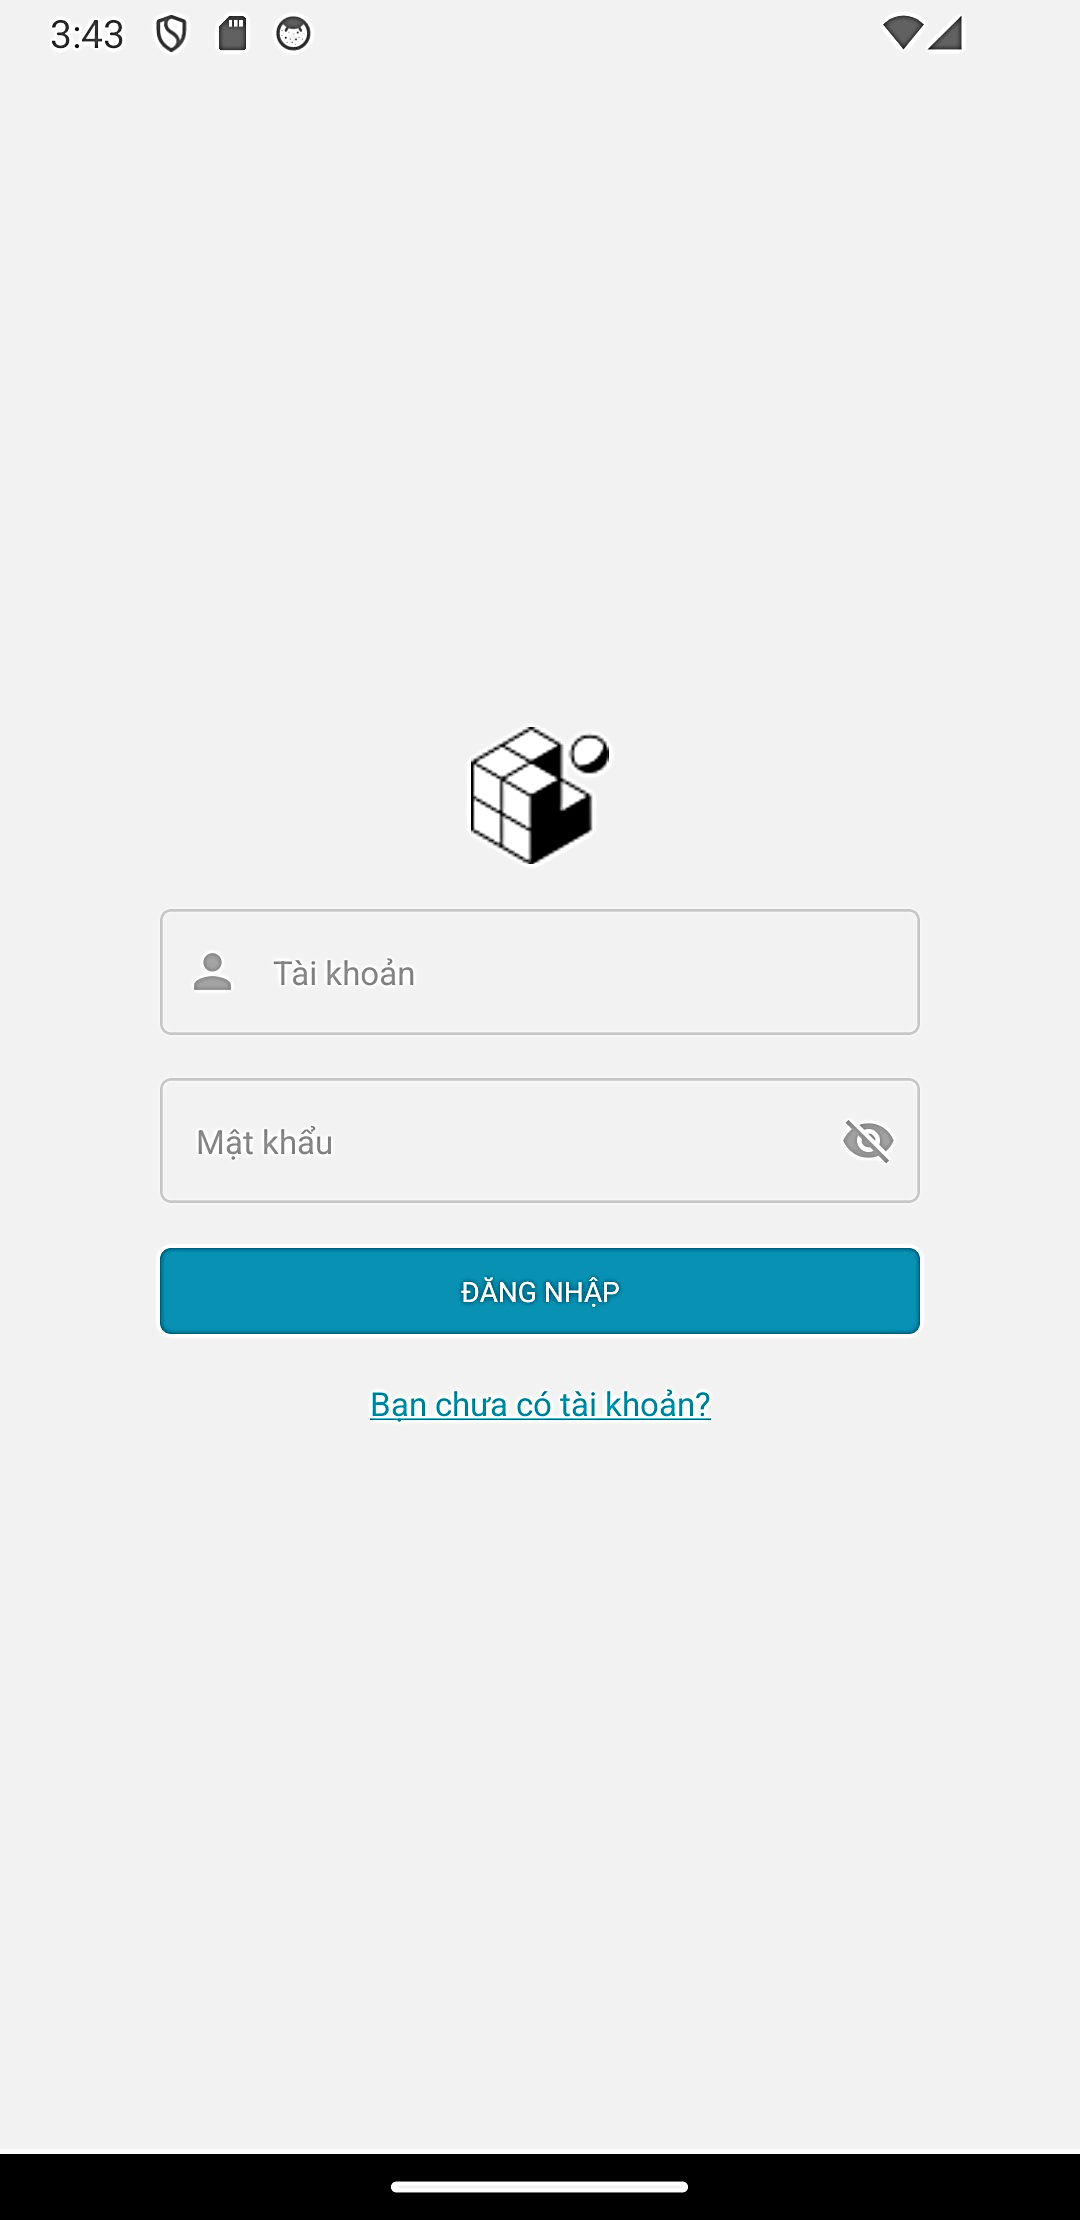 3:43
Tài khoản
Mật khẩu
ĐĂNG NHẬP
Bạn chưa có tài khoản?